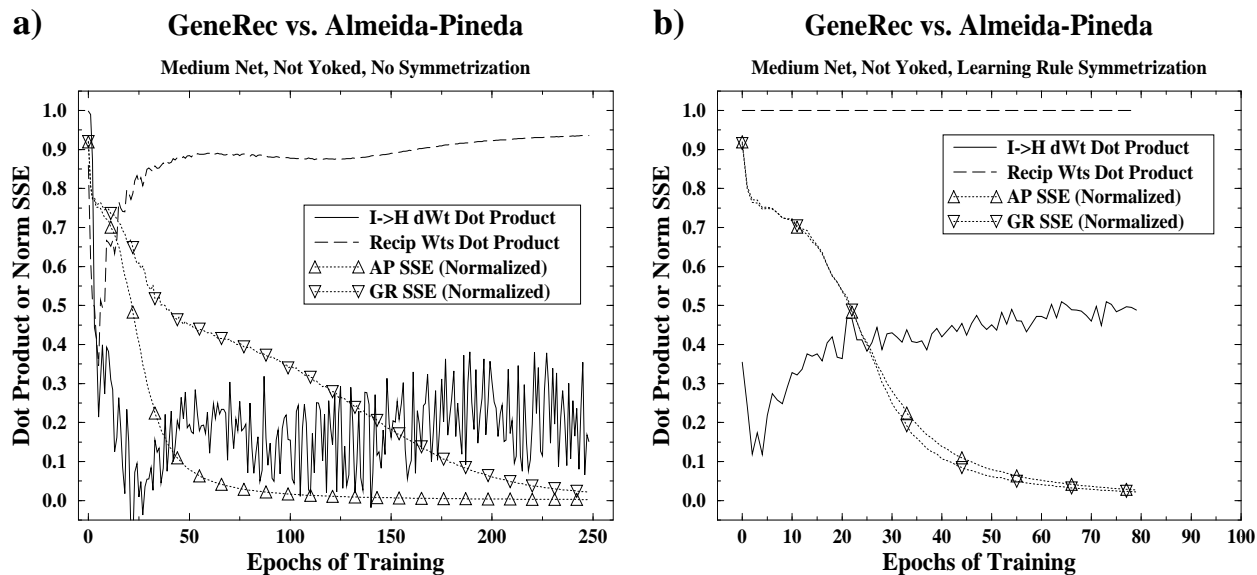 a)
GeneRec vs. Almeida-Pineda
Medium Net, Not Yoked, No Symmetrization
Dot Product or Norm SSE
1.0
0.9
0.8
0.7
0.6
0.5
0.4
0.3
0.2
0.1
0.0
I->H dWt Dot Product
Recip Wts Dot Product
AP SSE (Normalized)
GR SSE (Normalized)
0 50 100 150 200 250
Epochs of Training
b)
GeneRec vs. Almeida-Pineda
Medium Net, Not Yoked, Learning Rule Symmetrization
Dot Product or Norm SSE
1.0
0.9
0.8
0.7
0.6
0.5
0.4
0.3
0.2
0.1
0.0
I->H dWt Dot Product
Recip Wts Dot Product
AP SSE (Normalized)
GR SSE (Normalized)
0 10 20 30 40 50 60 70 80 90 100
Epochs of Training